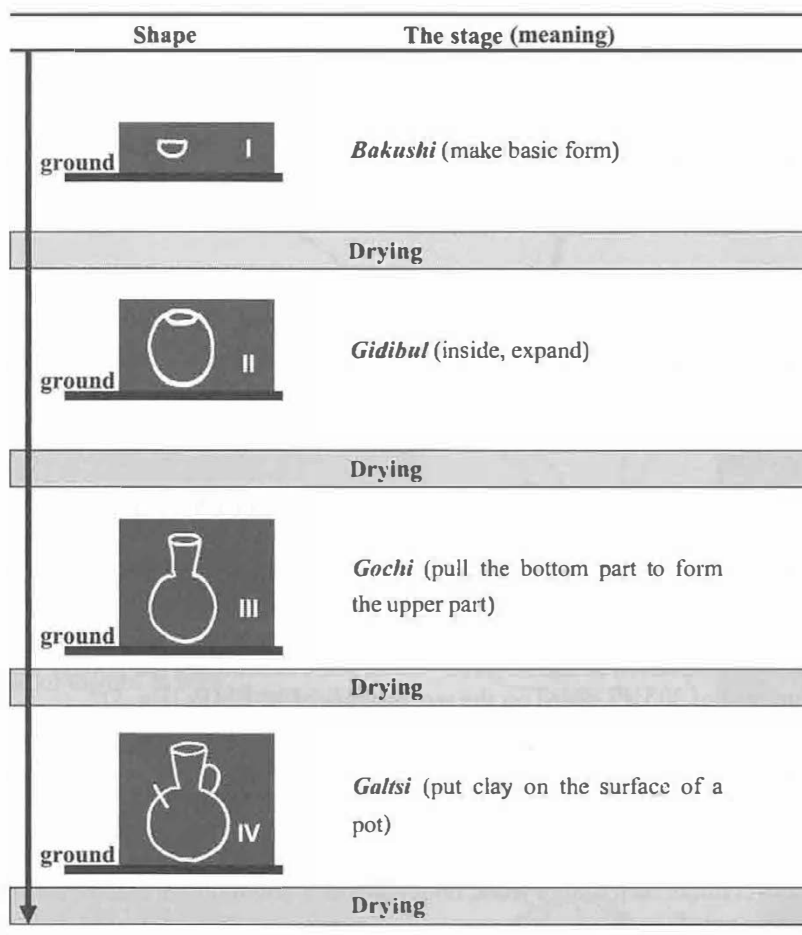 Shape The stage (meaning)
I
ground
Bakushi (make basic form)
Drying
II
ground
Gidibul (inside, expand)
Drying
III
ground
Gochi (pull the bottom part to form
the upper part)
Drying
IV
ground
Galtsi (put clay on the surface of a
pot)
Drying